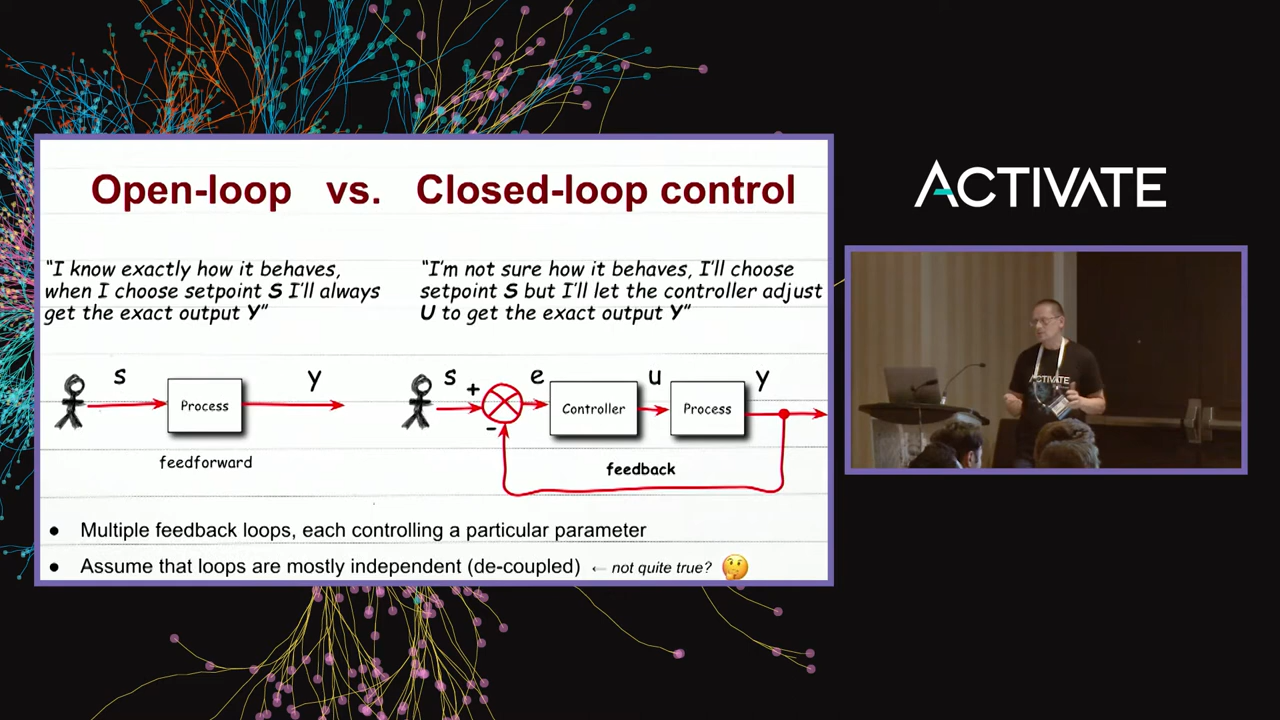 Open-loop vs. Closed-loop control
"I know exactly how it behaves,
when I choose setpoint S I'll always
get the exact output Y"
"I'm not sure how it behaves, I'll choose
setpoint S but I'll let the controller adjust
U to get the exact output Y"
s
Process
y
feedforward
s
+
-
e
Controller
u
Process
y
feedback
● Multiple feedback loops, each controlling a particular parameter
● Assume that loops are mostly independent (de-coupled) ← not quite true? 🤔
ACTIVATE
ACTIVATE